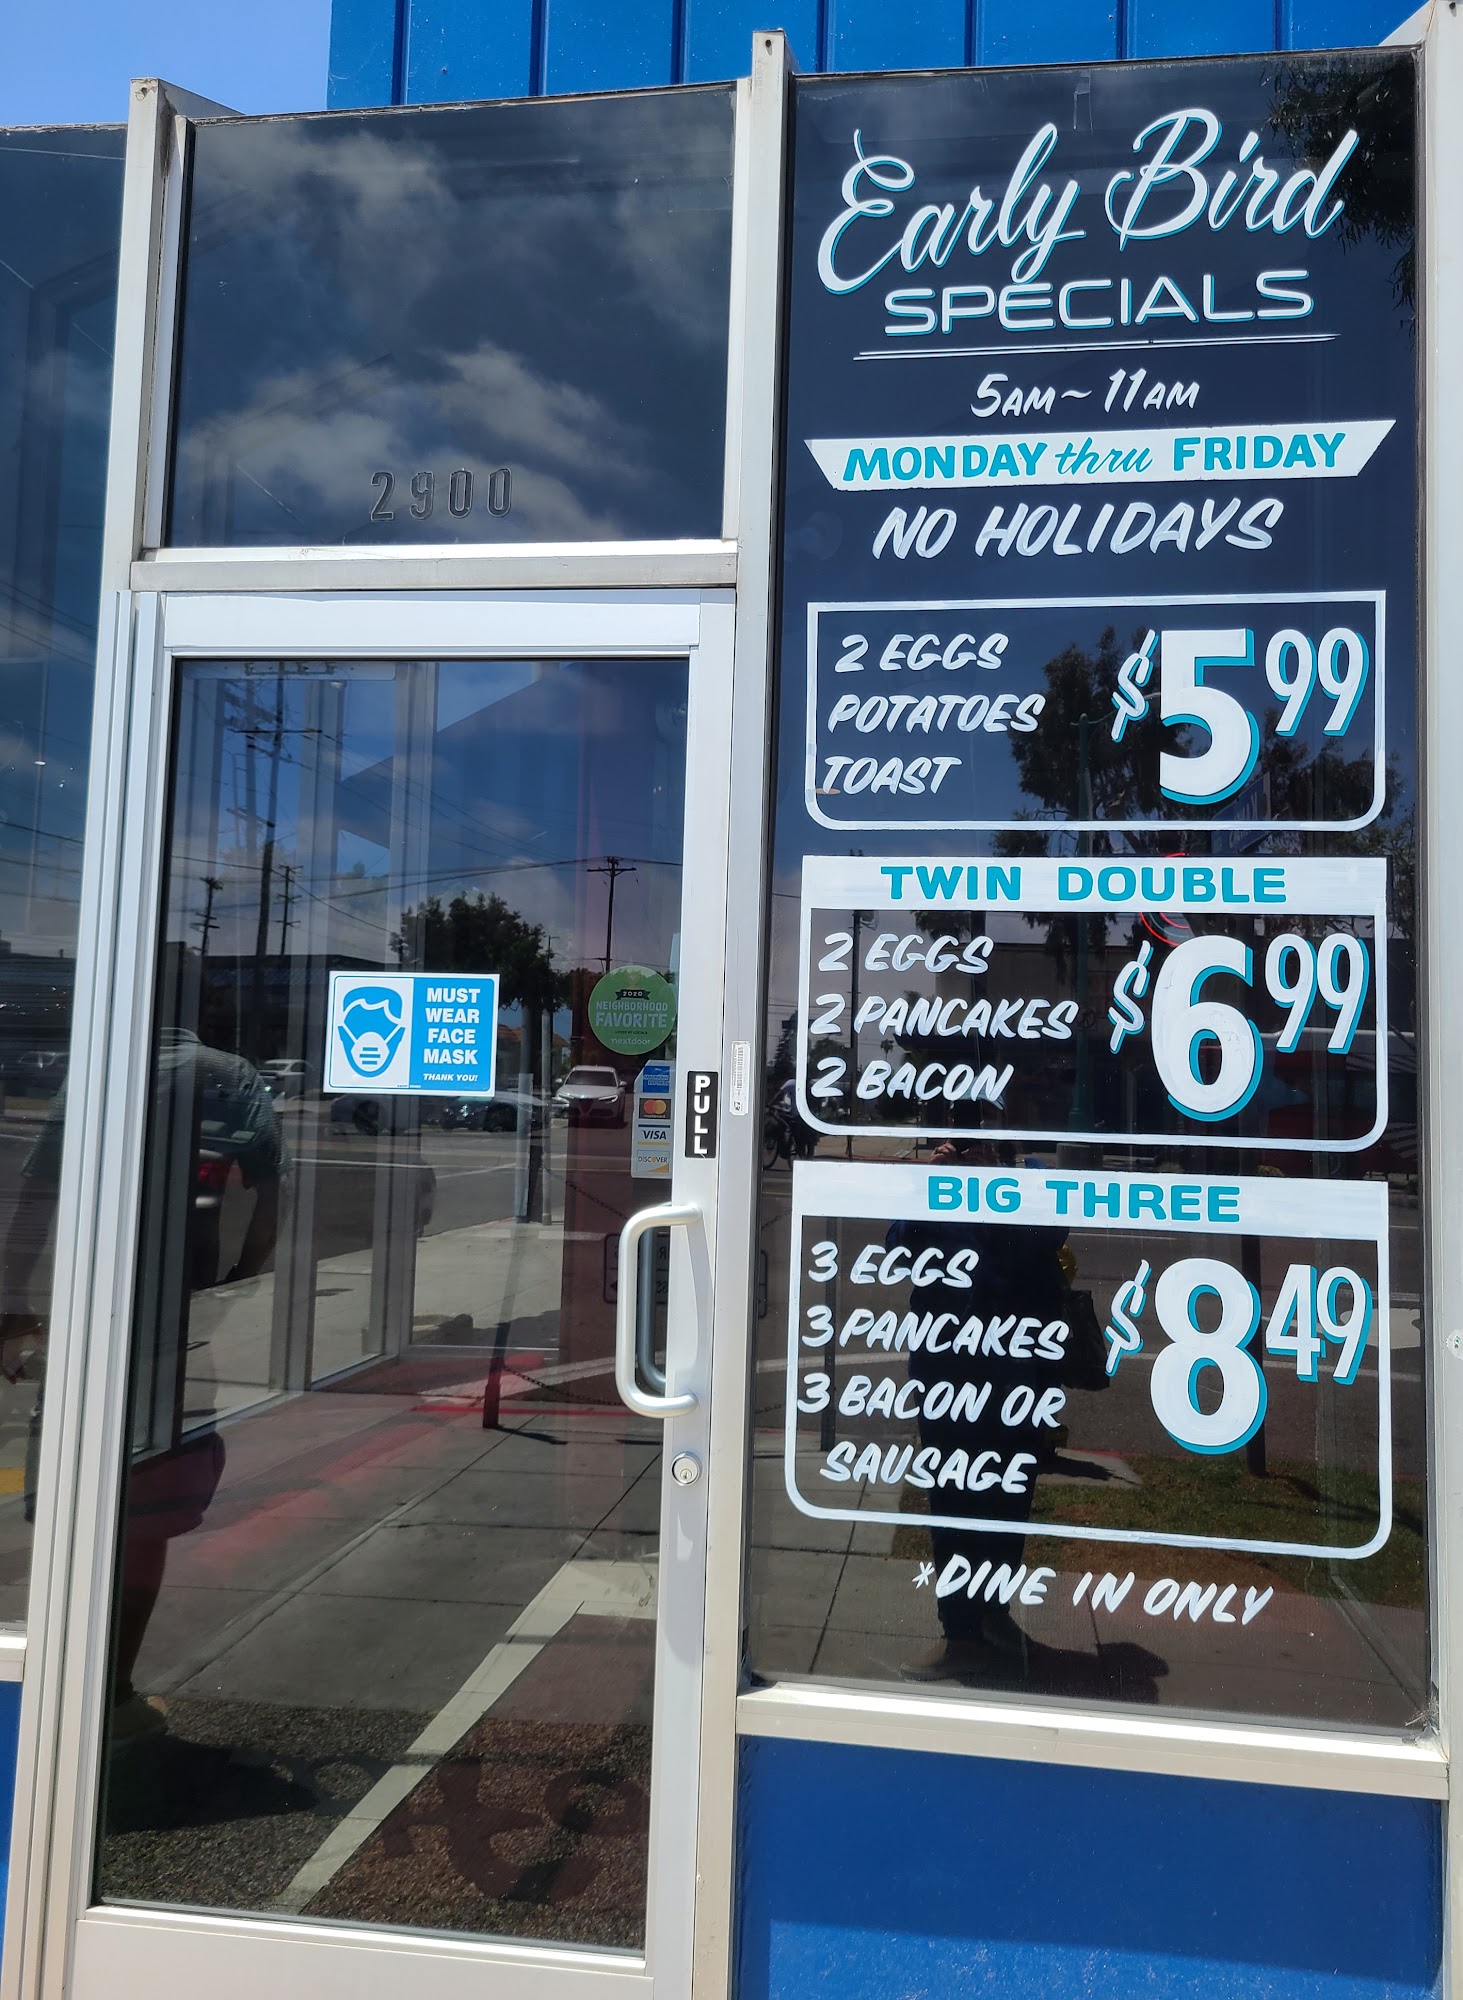 Early Bird
SPECIALS
5AM~11AM
MONDAY thru FRIDAY
NO HOLIDAYS
2 EGGS
POTATOES
TOAST
$5.99
TWIN DOUBLE
2 EGGS
2 PANCAKES
2 BACON
$6.99
BIG THREE
3 EGGS
3 PANCAKES
3 BACON OR
SAUSAGE
$8.49
*DINE IN ONLY
2900
MUST
WEAR
FACE
MASK
THANK YOU!
2020
NEIGHBORHOOD
FAVORITE
nextdoor
PULL
VISA
DISCOVER